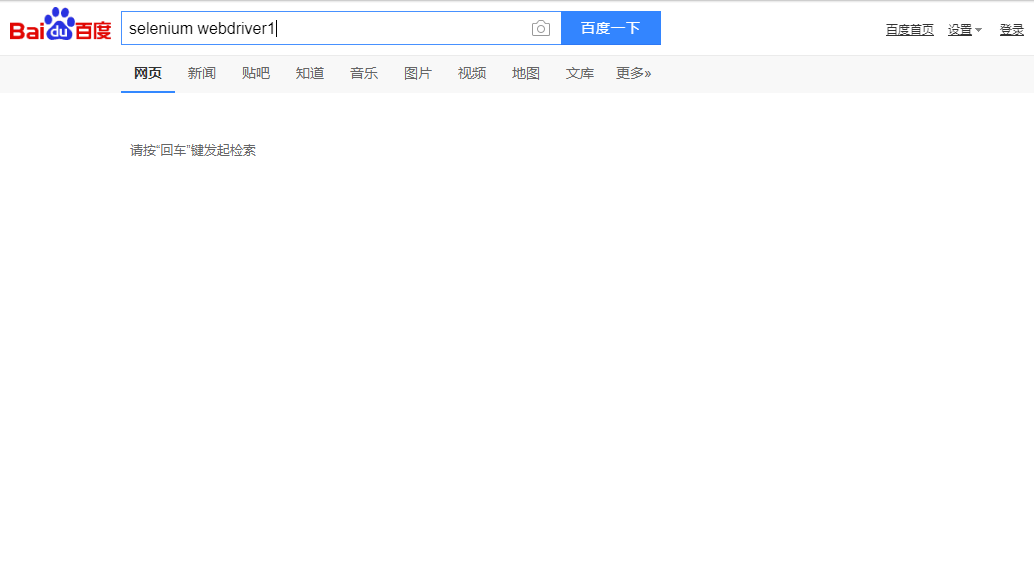 Bai du 百度 selenium webdriver1 百度一下 百度首页 设置 登录
网页 新闻 贴吧 知道 音乐 图片 视频 地图 文库 更多»
请按“回车”键发起检索